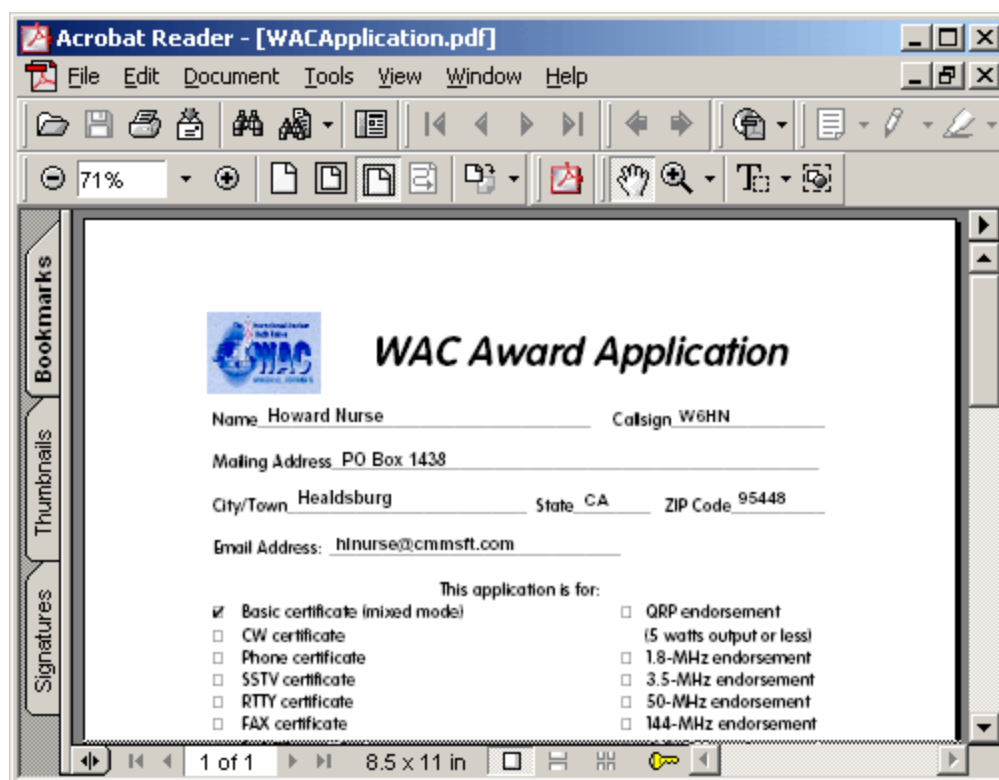 Acrobat Reader - [WACApplication.pdf]
File Edit Document Tools View Window Help
71%
Bookmarks
Thumbnails
Signatures
WAC
WAC Award Application
Name Howard Nurse Callsign W6HN
Mailing Address PO Box 1438
City/Town Healdsburg State CA ZIP Code 95448
Email Address: hlnurse@cmmsft.com
This application is for:
Basic certificate (mixed mode) QRP endorsement
CW certificate (5 watts output or less)
Phone certificate 1.8-MHz endorsement
SSTV certificate 3.5-MHz endorsement
RTTY certificate 50-MHz endorsement
FAX certificate 144-MHz endorsement
1 of 1 8.5 x 11 in